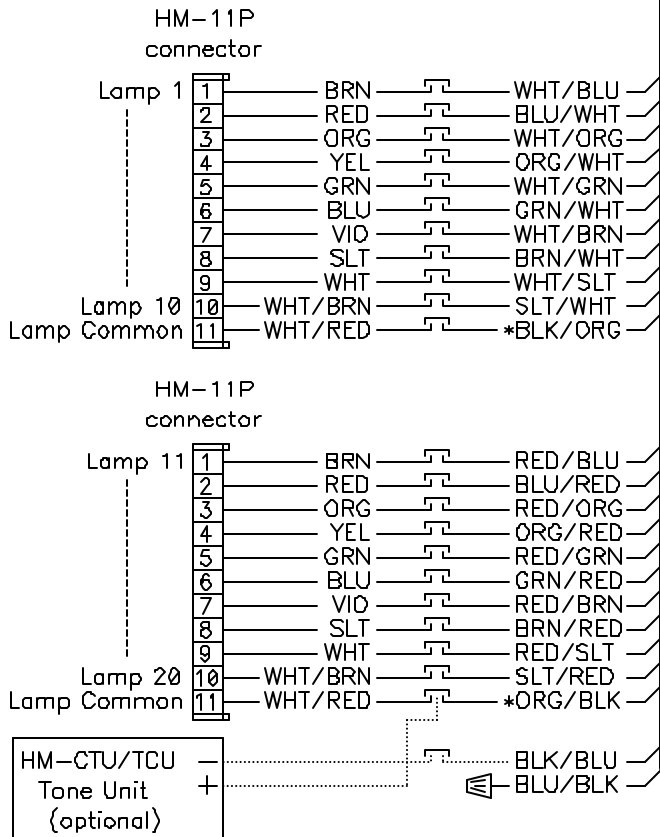 HM-11P
connector
Lamp 1 1 BRN WHT/BLU
2 RED BLU/WHT
3 ORG WHT/ORG
4 YEL ORG/WHT
5 GRN WHT/GRN
6 BLU GRN/WHT
7 VIO WHT/BRN
8 SLT BRN/WHT
9 WHT WHT/SLT
Lamp 10 10 WHT/BRN SLT/WHT
Lamp Common 11 WHT/RED *BLK/ORG
HM-11P
connector
Lamp 11 1 BRN RED/BLU
2 RED BLU/RED
3 ORG RED/ORG
4 YEL ORG/RED
5 GRN RED/GRN
6 BLU GRN/RED
7 VIO RED/BRN
8 SLT BRN/RED
9 WHT RED/SLT
Lamp 20 10 WHT/BRN SLT/RED
Lamp Common 11 WHT/RED *ORG/BLK
HM-CTU/TCU - BLK/BLU
Tone Unit + BLU/BLK
(optional)